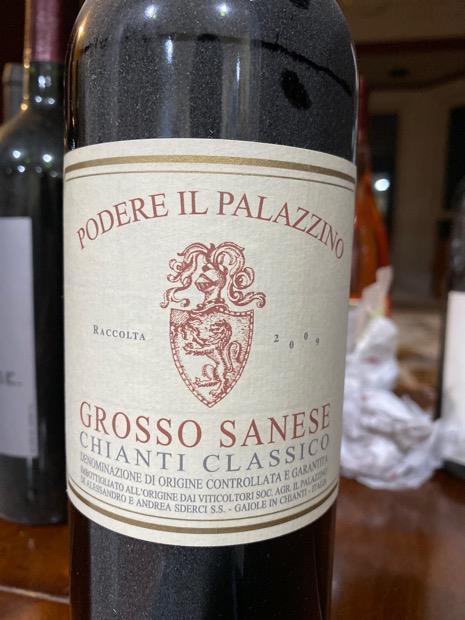 PODERE IL PALAZZINO
RACCOLTA 2009
GROSSO SANESE
CHIANTI CLASSICO
DENOMINAZIONE DI ORIGINE CONTROLLATA E GARANTITA
IMBOTTIGLIATO ALL'ORIGINE DAI VITICOLTORI SOC. AGR. IL PALAZZINO
DI ALESSANDRO E ANDREA SDERCI S.S. - GAIOLE IN CHIANTI - ITALIA